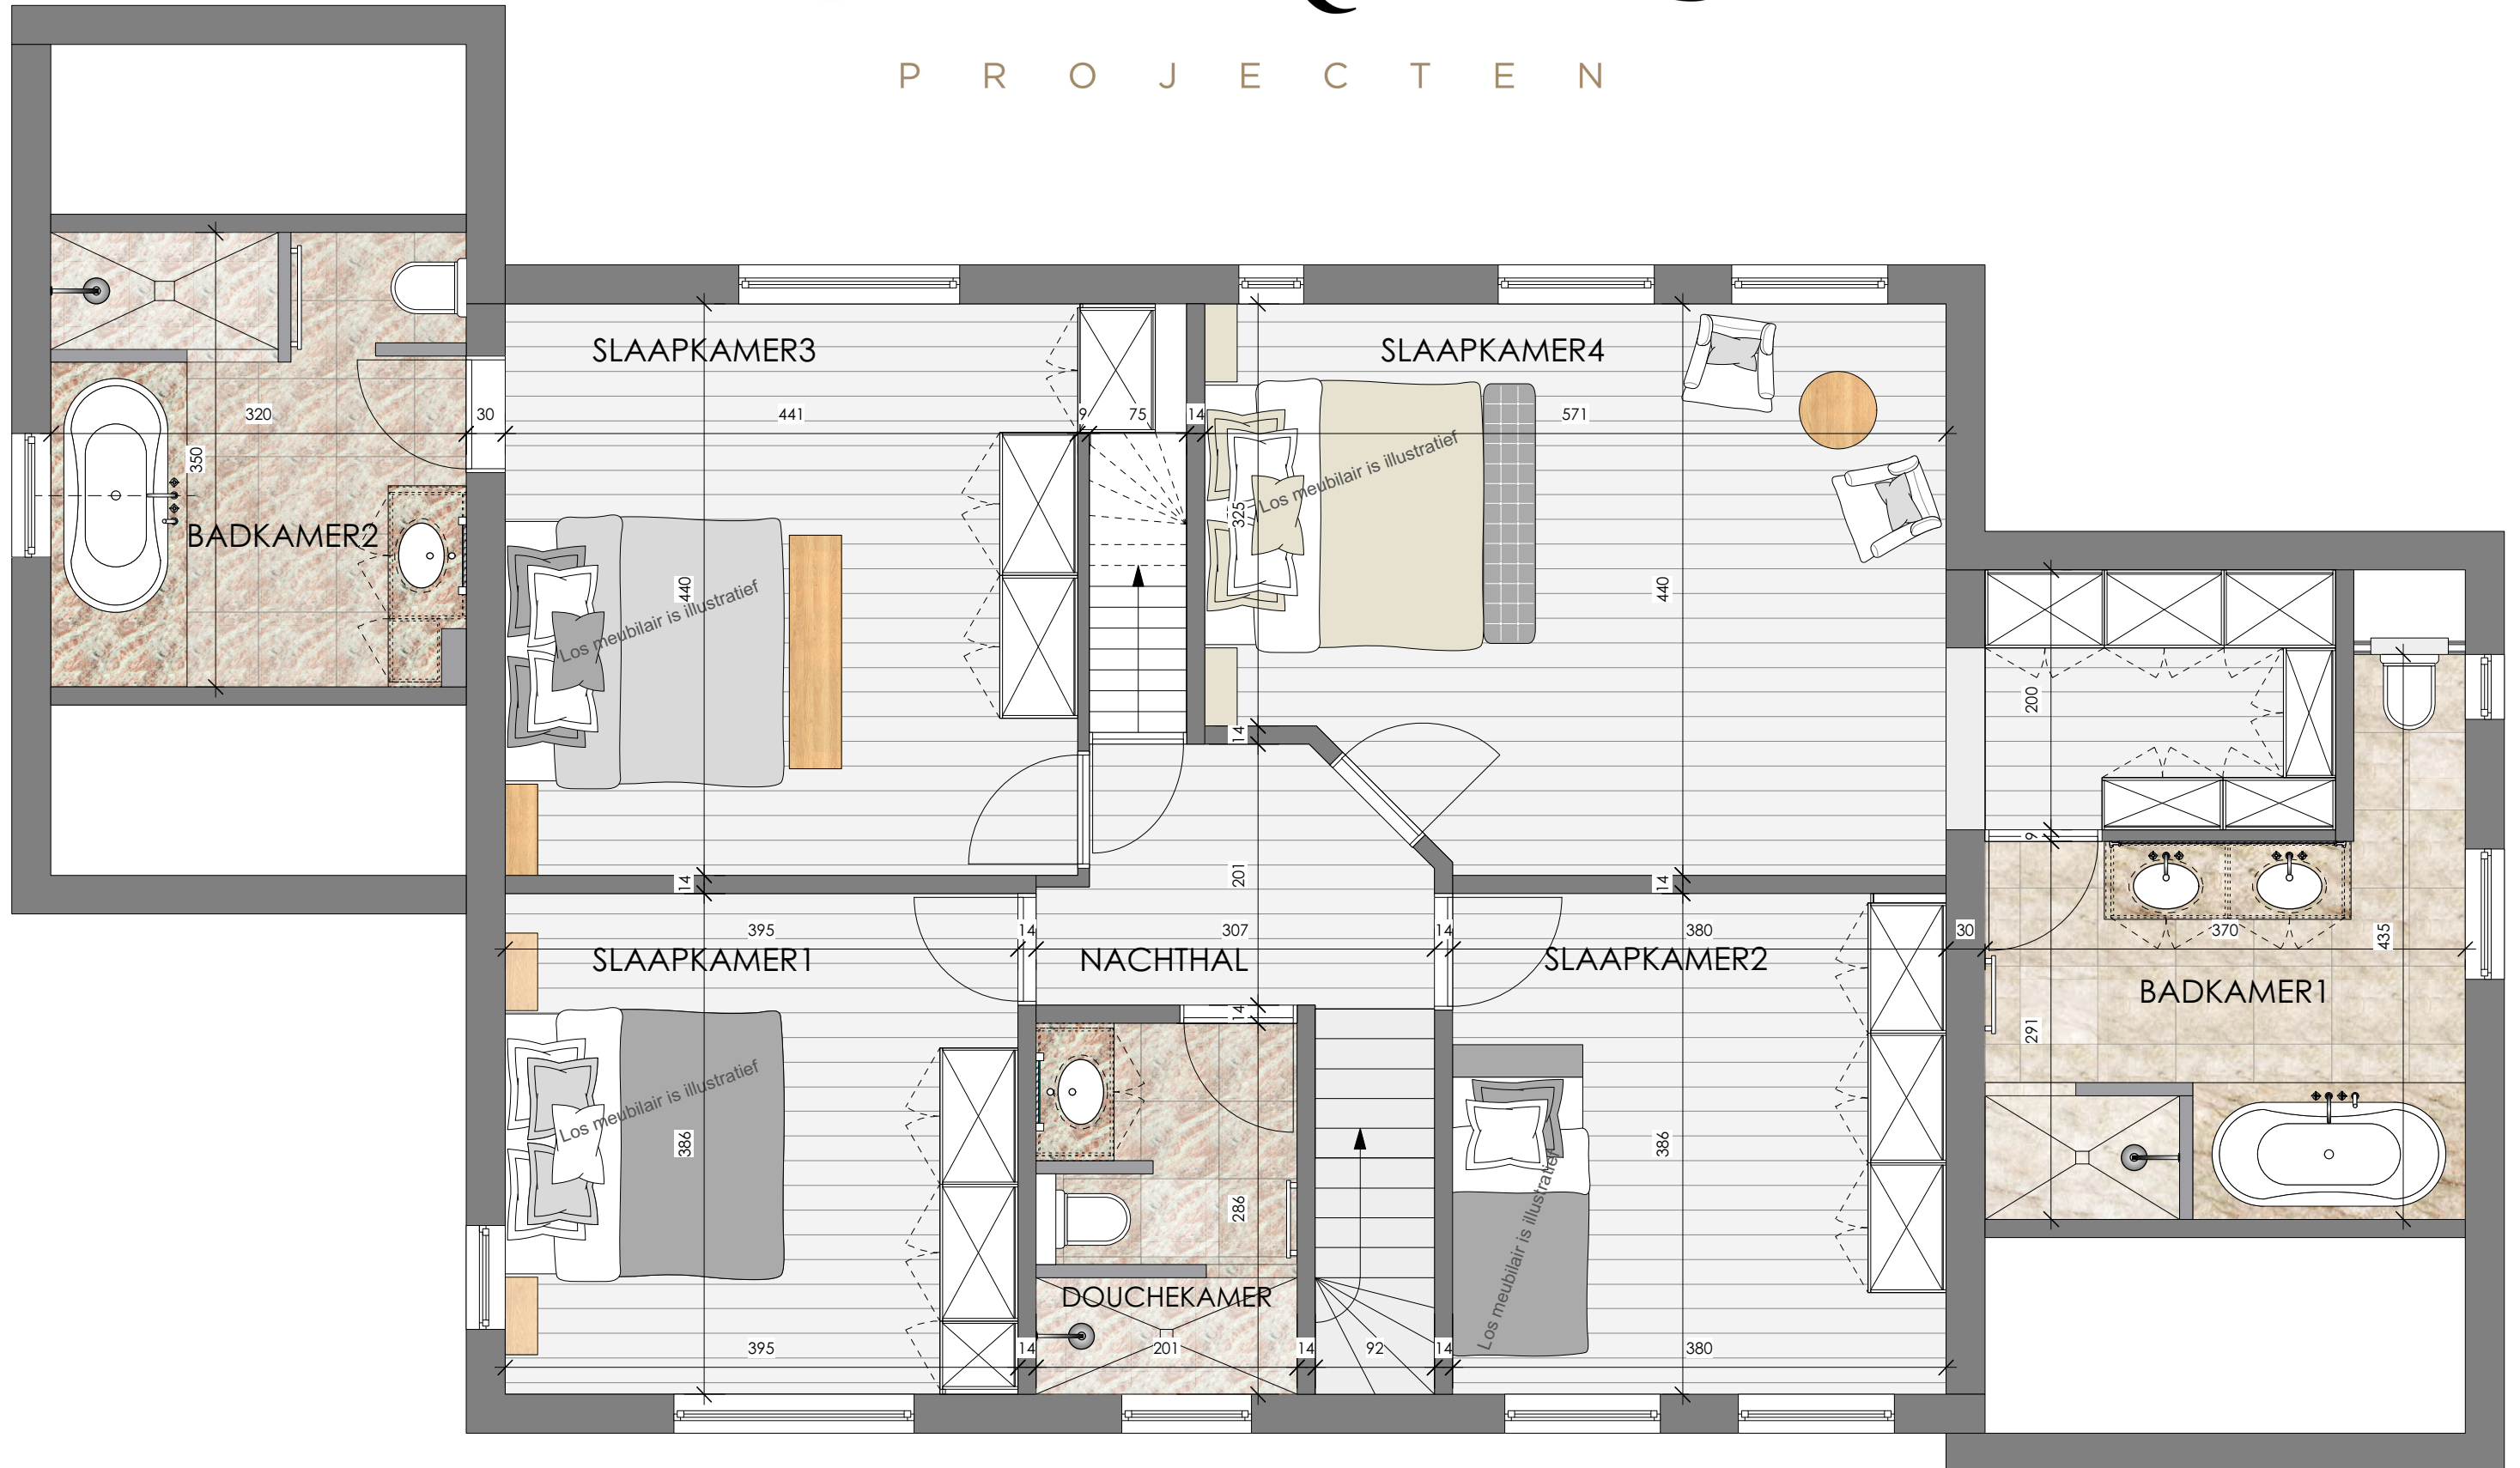 PROJECTEN
SLAAPKAMER3
SLAAPKAMER4
320
30
441
9
75
14
571
350
BADKAMER2
325
Los meubilair is illustratief
440
Los meubilair is illustratief
440
200
14
9
201
14
14
395
14
307
14
380
30
370
435
SLAAPKAMER1
NACHTHAL
SLAAPKAMER2
BADKAMER1
14
291
Los meubilair is illustratief
386
386
286
Los meubilair is illustratief
DOUCHEKAMER
395
14
201
14
92
14
380